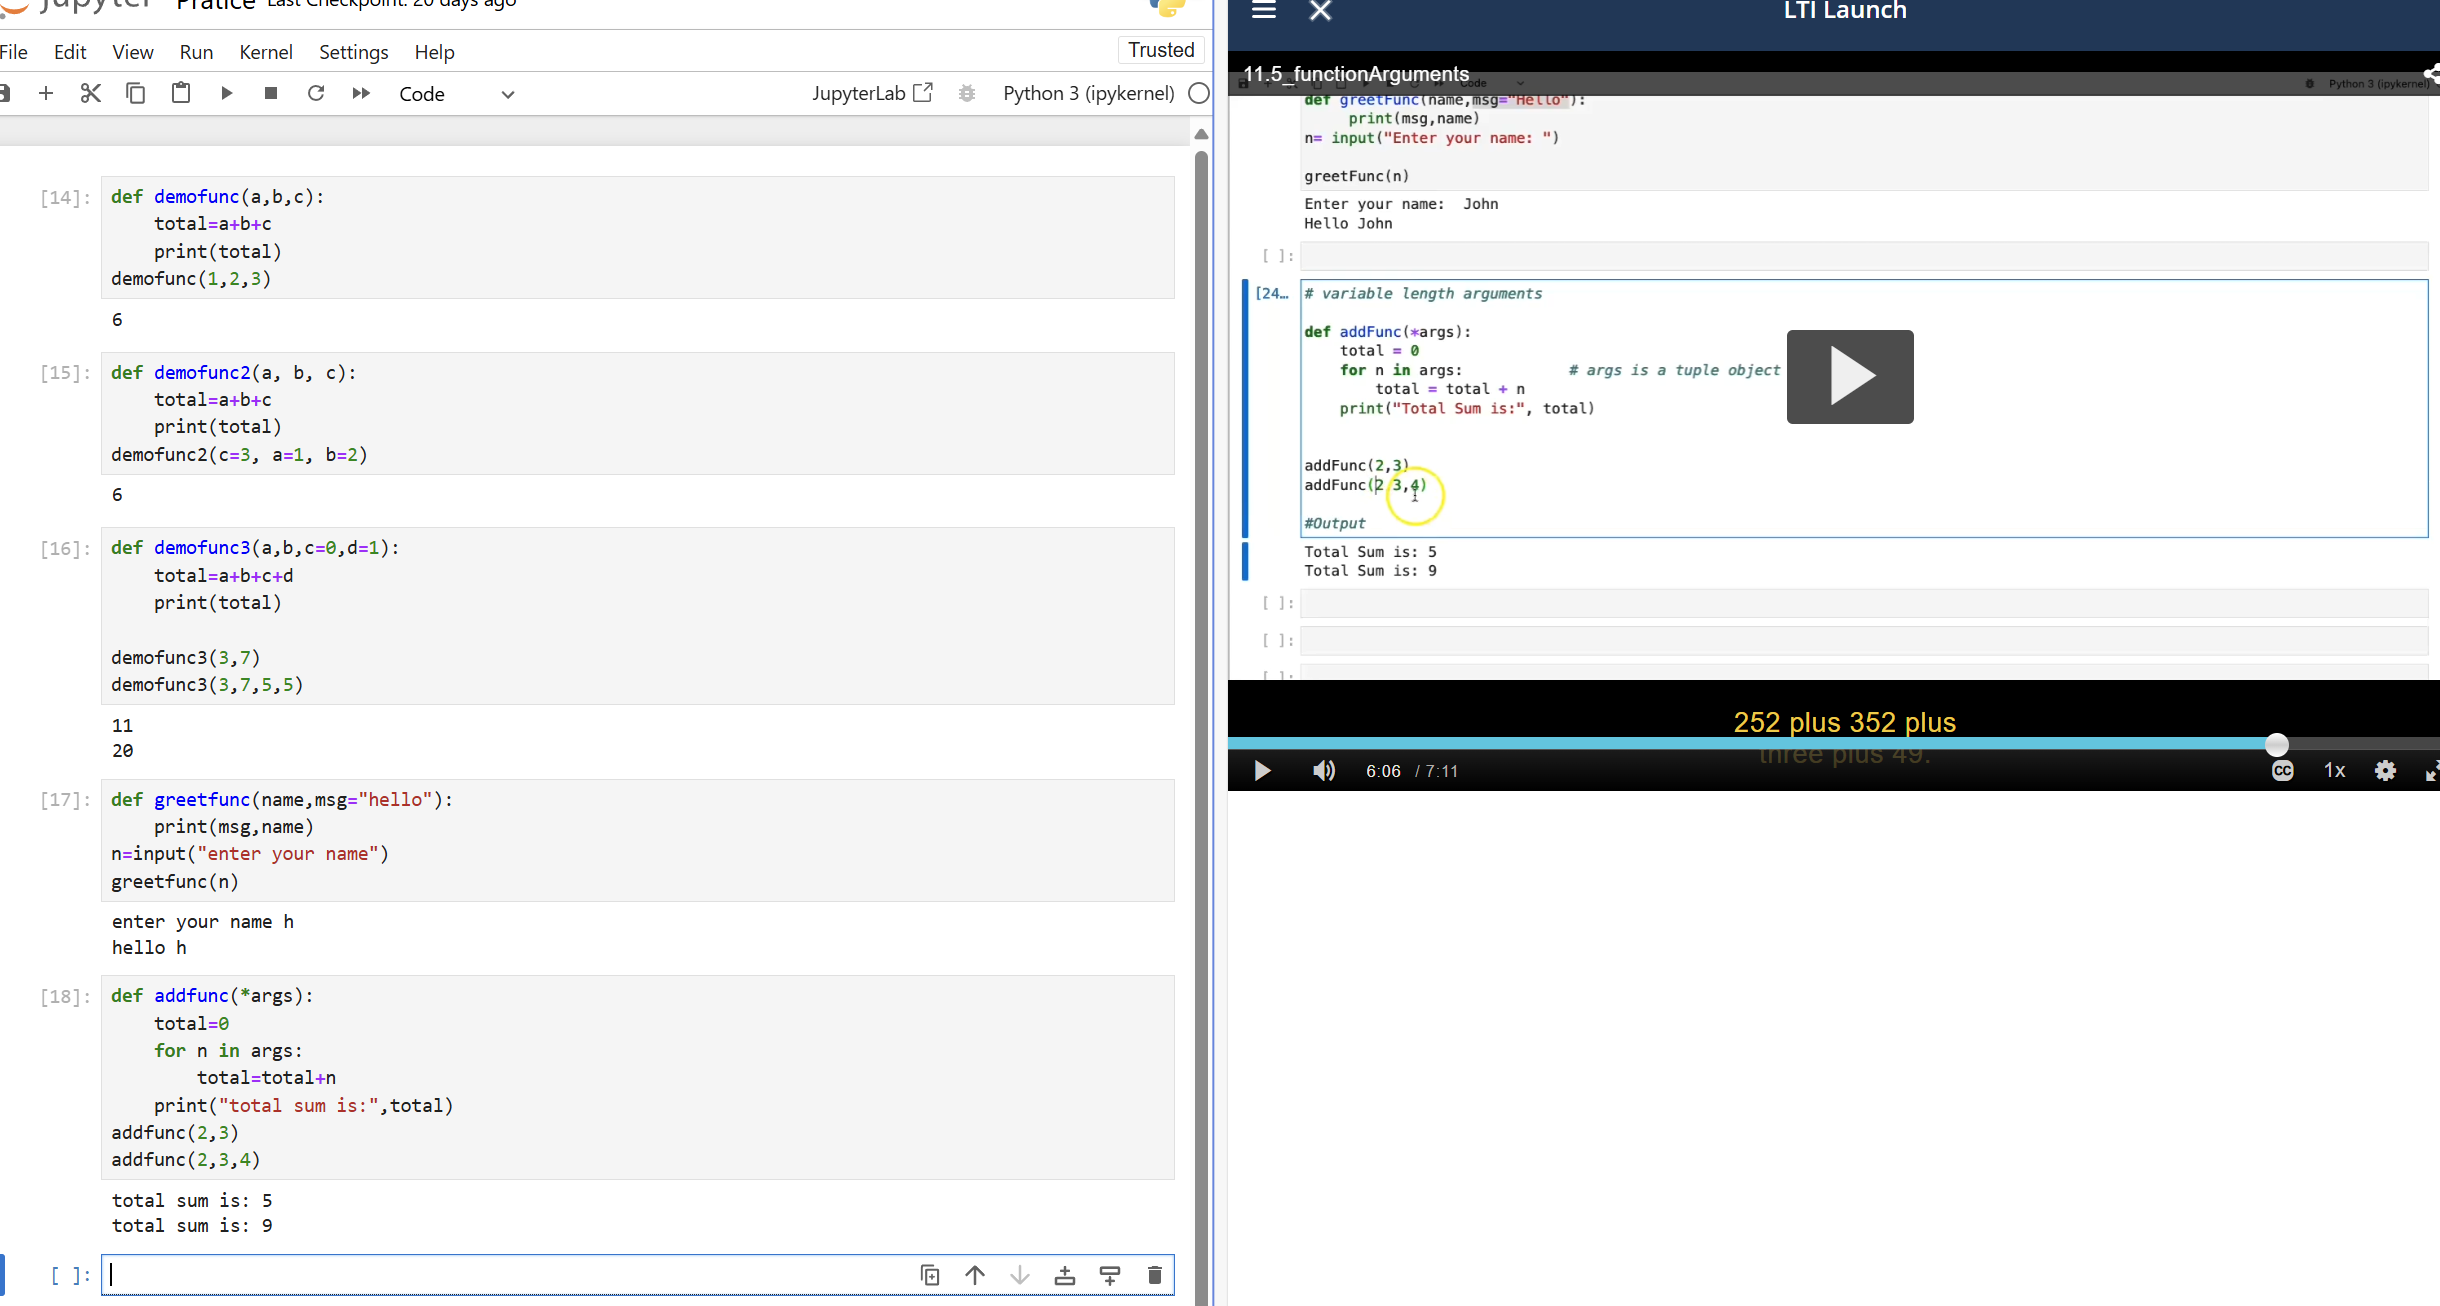 Jupyter Pratice Last Checkpoint: 20 days ago
File Edit View Run Kernel Settings Help Trusted
Code JupyterLab Python 3 (ipykernel)
[14]: def demofunc(a,b,c):
total=a+b+c
print(total)
demofunc(1,2,3)
6
[15]: def demofunc2(a, b, c):
total=a+b+c
print(total)
demofunc2(c=3, a=1, b=2)
6
[16]: def demofunc3(a,b,c=0,d=1):
total=a+b+c+d
print(total)
demofunc3(3,7)
demofunc3(3,7,5,5)
11
20
[17]: def greetfunc(name,msg="hello"):
print(msg,name)
n=input("enter your name")
greetfunc(n)
enter your name h
hello h
[18]: def addfunc(*args):
total=0
for n in args:
total=total+n
print("total sum is:",total)
addfunc(2,3)
addfunc(2,3,4)
total sum is: 5
total sum is: 9
[ ]:
LTI Launch
11.5_functionArguments
Code Python 3 (ipykernel)
def greetFunc(name,msg="Hello"):
print(msg,name)
n= input("Enter your name: ")
greetFunc(n)
Enter your name: John
Hello John
[ ]:
[24… # variable length arguments
def addFunc(*args):
total = 0
for n in args: # args is a tuple object
total = total + n
print("Total Sum is:", total)
addFunc(2,3)
addFunc(2 3,4)
#Output
Total Sum is: 5
Total Sum is: 9
[ ]:
[ ]:
[ ]:
252 plus 352 plus
three plus 49.
6:06 / 7:11 CC 1x